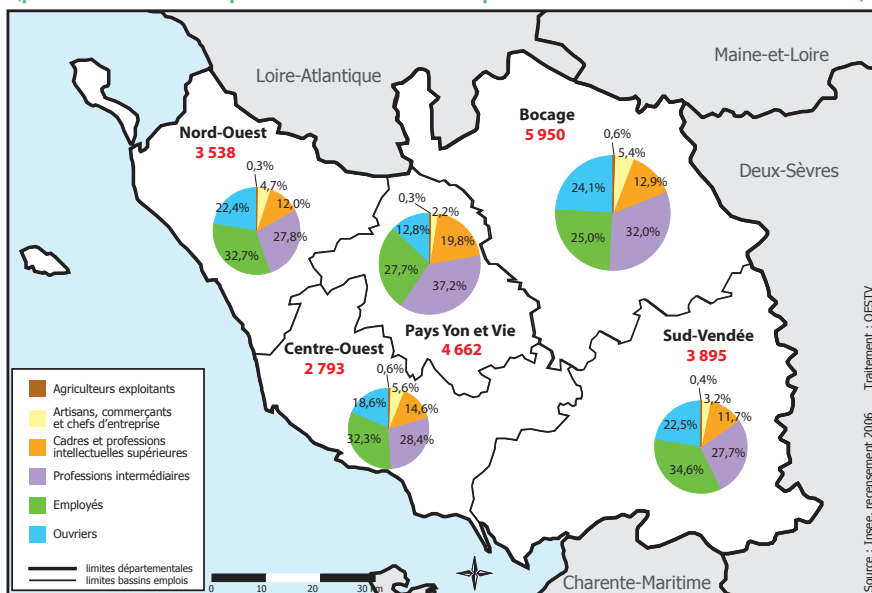 Loire-Atlantique
Maine-et-Loire
Deux-Sèvres
Charente-Maritime
Nord-Ouest
3 538
0,3%
4,7%
12,0%
27,8%
32,7%
22,4%
Bocage
5 950
0,6%
5,4%
12,9%
32,0%
25,0%
24,1%
0,3%
2,2%
19,8%
37,2%
27,7%
12,8%
Pays Yon et Vie
4 662
Centre-Ouest
2 793
0,6%
5,6%
14,6%
28,4%
32,3%
18,6%
Sud-Vendée
3 895
0,4%
3,2%
11,7%
27,7%
34,6%
22,5%
Agriculteurs exploitants
Artisans, commerçants
et chefs d'entreprise
Cadres et professions
intellectuelles supérieures
Professions intermédiaires
Employés
Ouvriers
limites départementales
limites bassins emplois
0 10 20 30 km
Source : Insee, recensement 2006 Traitement : OESTV